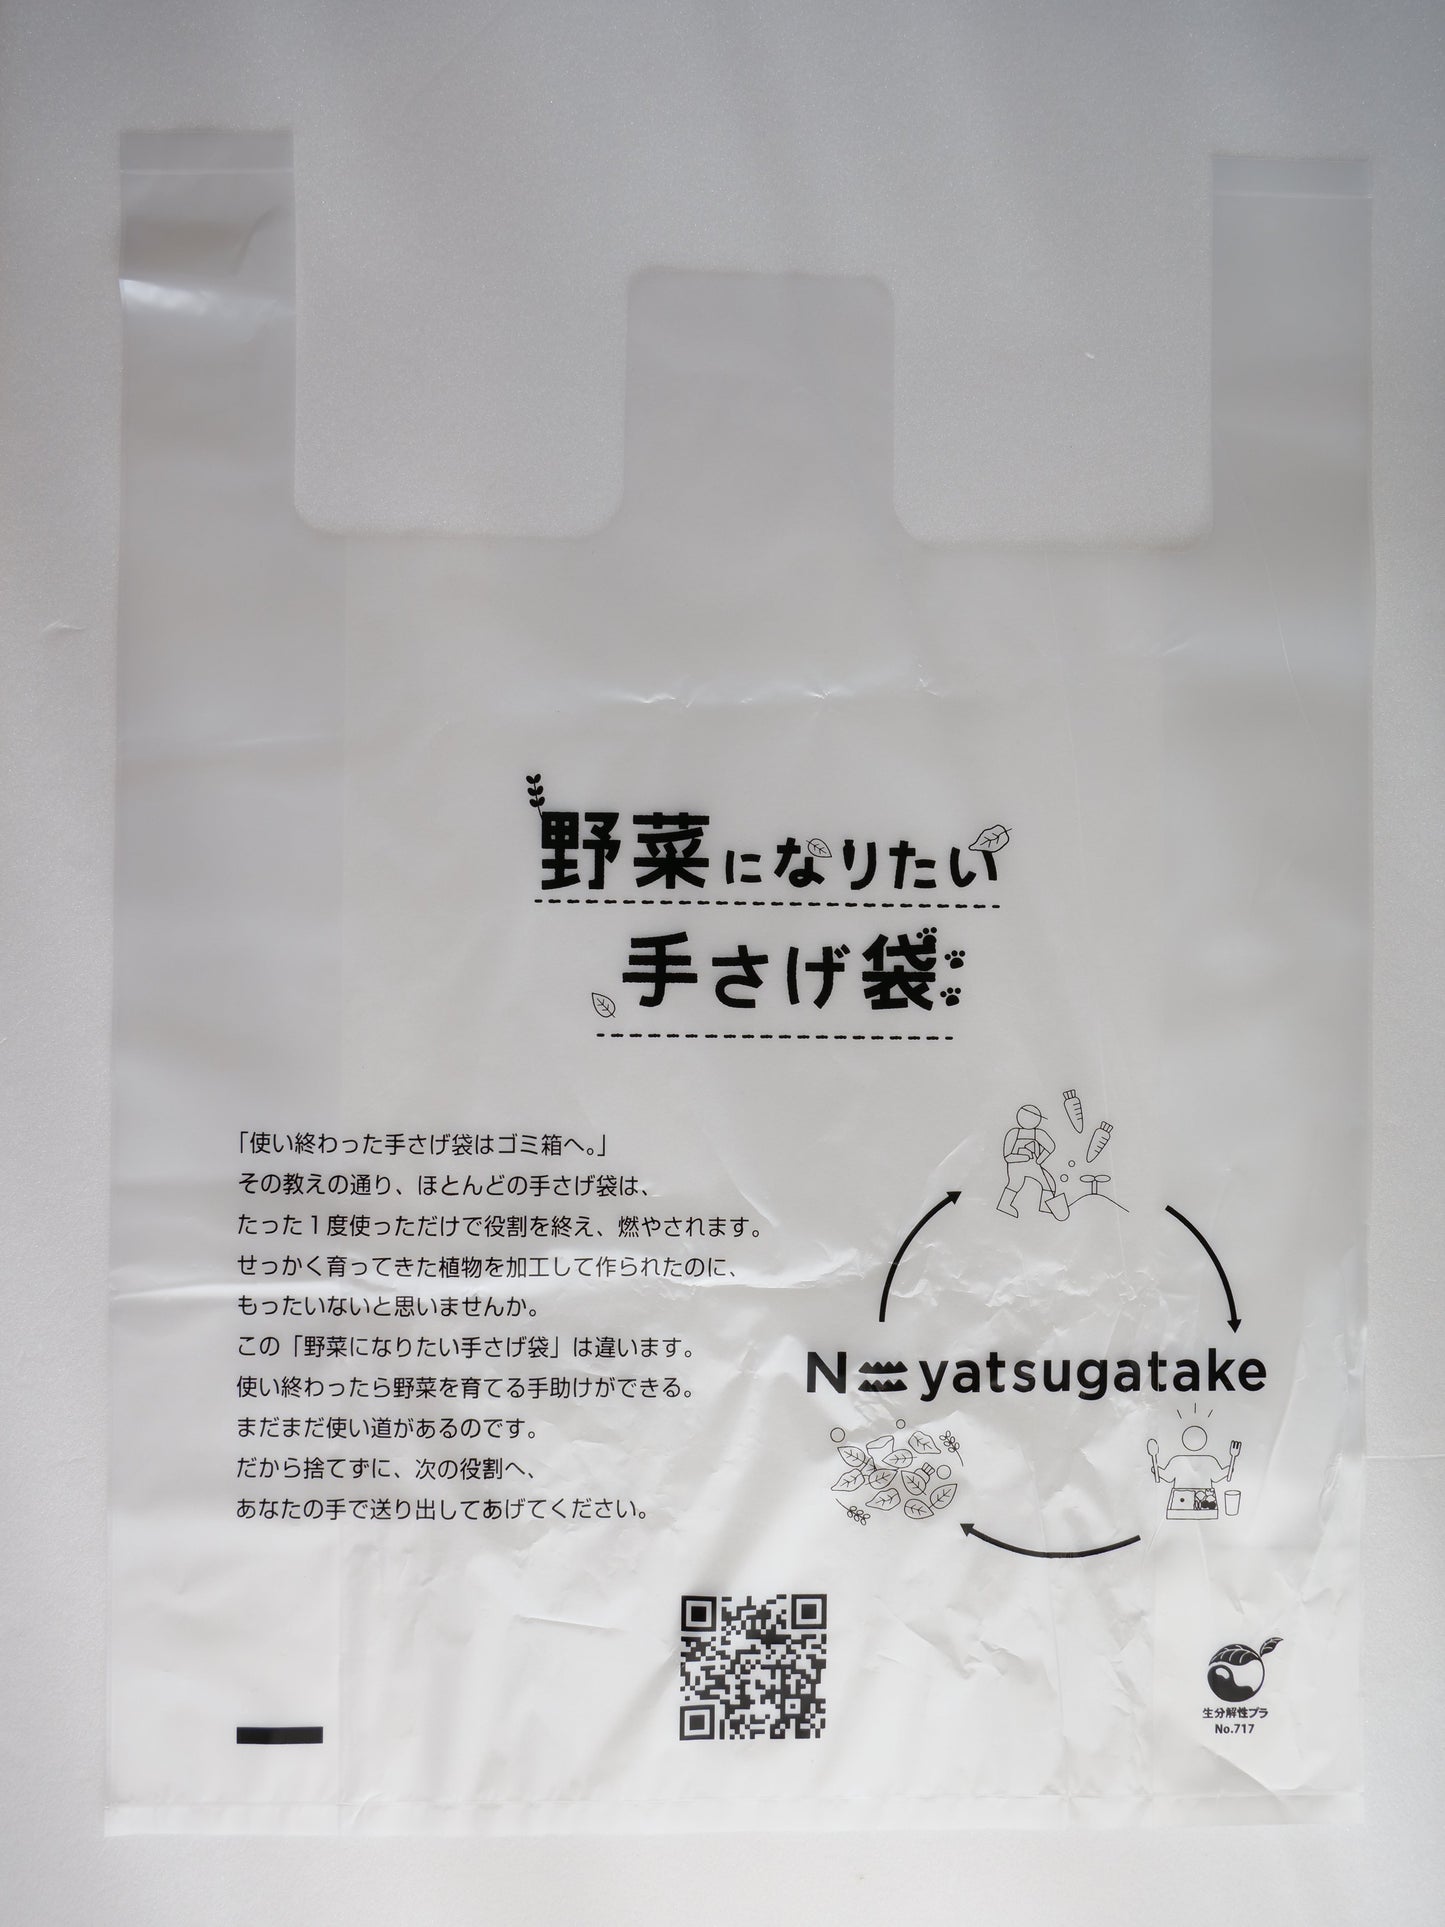 野菜になりたい
手さげ袋
「使い終わった手さげ袋はゴミ箱へ。」
その教えの通り、ほとんどの手さげ袋は、
たった1度使っただけで役割を終え、燃やされます。
せっかく育ってきた植物を加工して作られたのに、
もったいないと思いませんか。
この「野菜になりたい手さげ袋」は違います。
使い終わったら野菜を育てる手助けができる。
まだまだ使い道があるのです。
だから捨てずに、次の役割へ、
あなたの手で送り出してあげてください。
N yatsugatake
生分解性プラ
No.717